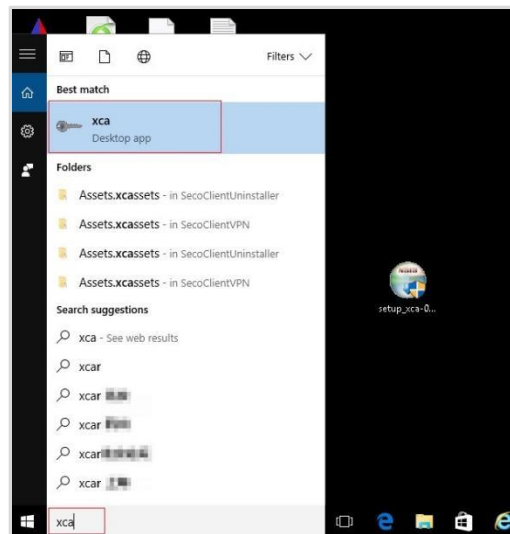 Filters
Best match
xca
Desktop app
Folders
Assets.xcassets - in SecoClientUninstaller
Assets.xcassets - in SecoClientVPN
Assets.xcassets - in SecoClientUninstaller
Assets.xcassets - in SecoClientVPN
Search suggestions
xca - See web results
xcar
xcar
xcar
xcar
xcar
setup_xca-0...
xca